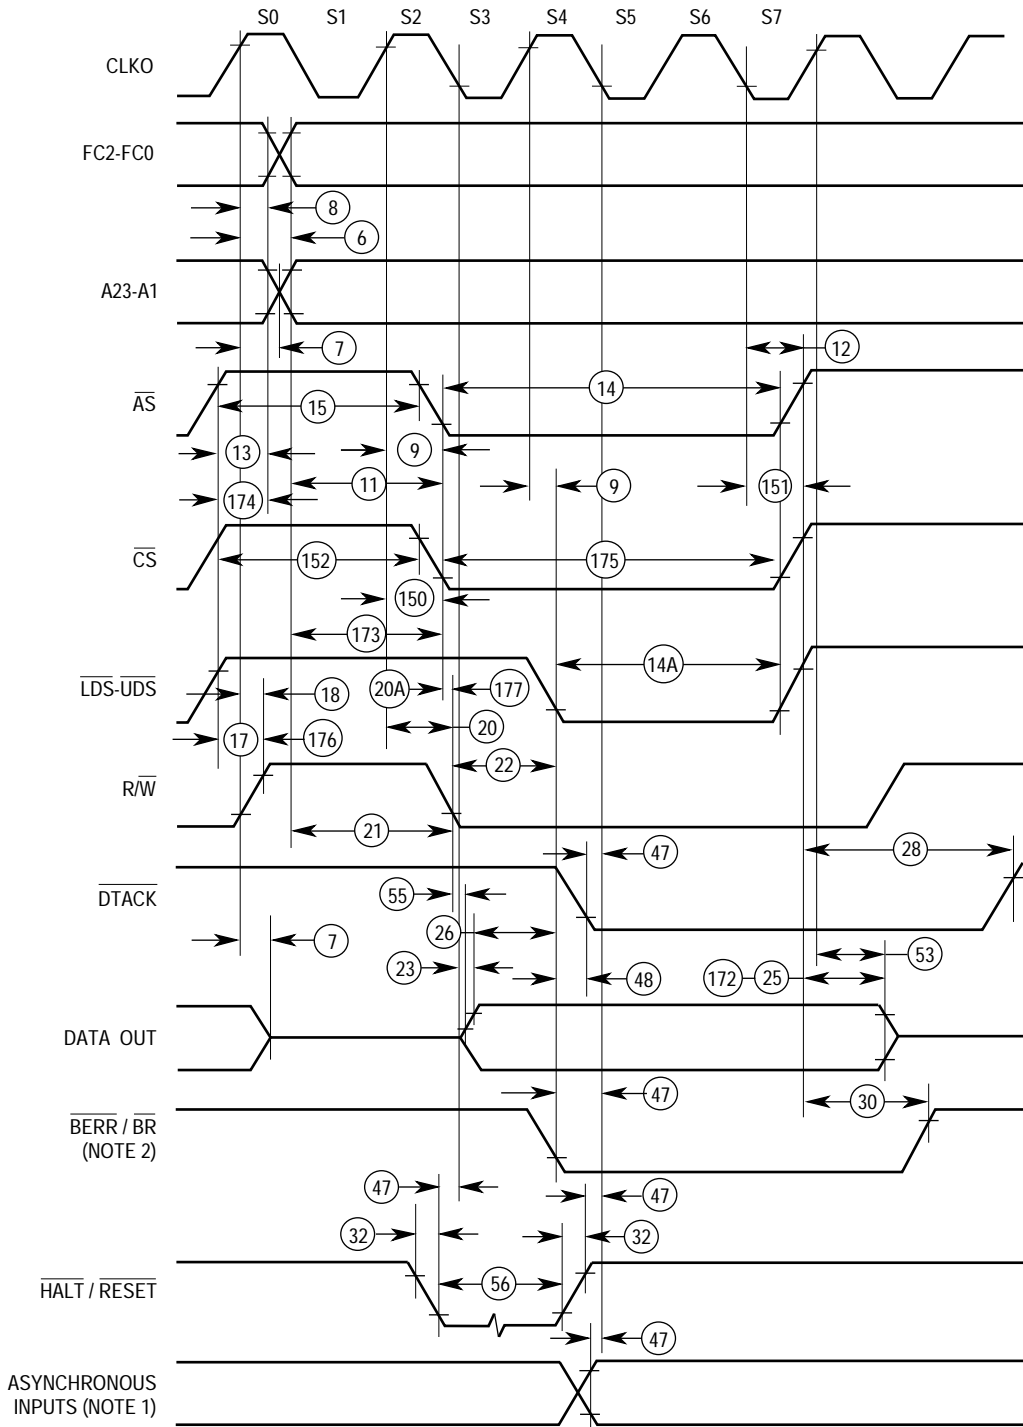 S0 S1 S2 S3 S4 S5 S6 S7
CLKO
FC2-FC0
8
6
A23-A1
7
12
AS
14
15
13
9
11
9
151
174
CS
152
175
150
173
14A
LDS-UDS
20A
177
18
20
17
176
22
R/W
21
47
28
DTACK
55
26
7
53
23
48
172
25
DATA OUT
47
30
BERR / BR
(NOTE 2)
47
47
32
32
HALT / RESET
56
47
ASYNCHRONOUS
INPUTS (NOTE 1)